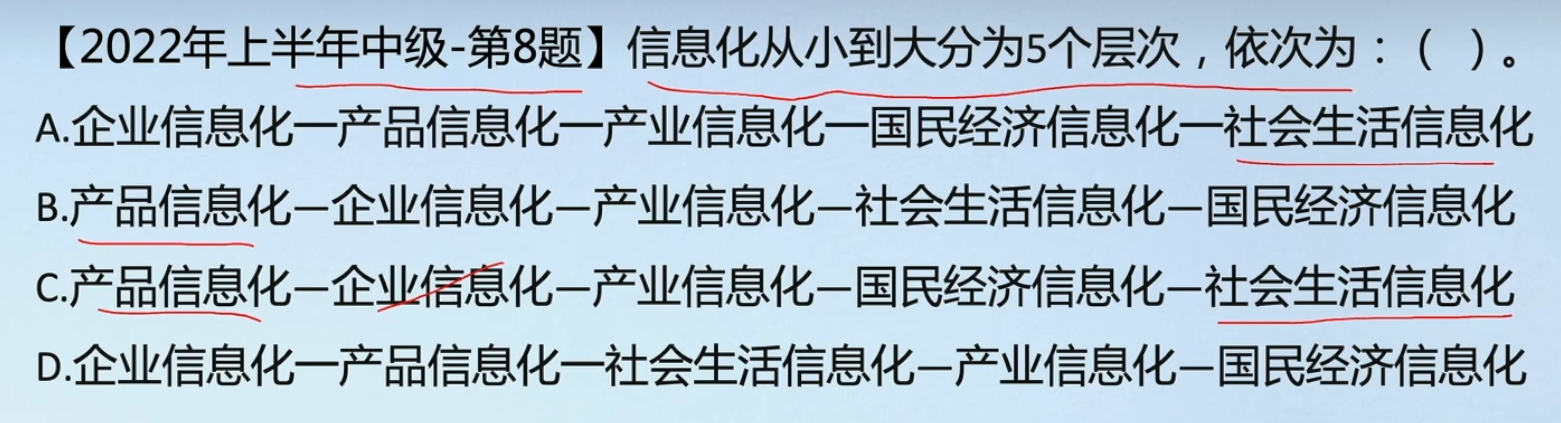 【2022年上半年中级-第8题】信息化从小到大分为5个层次，依次为：（ ）。
A.企业信息化一产品信息化一产业信息化一国民经济信息化一社会生活信息化
B.产品信息化—企业信息化—产业信息化—社会生活信息化—国民经济信息化
C.产品信息化—企业信息化—产业信息化—国民经济信息化—社会生活信息化
D.企业信息化一产品信息化一社会生活信息化—产业信息化—国民经济信息化